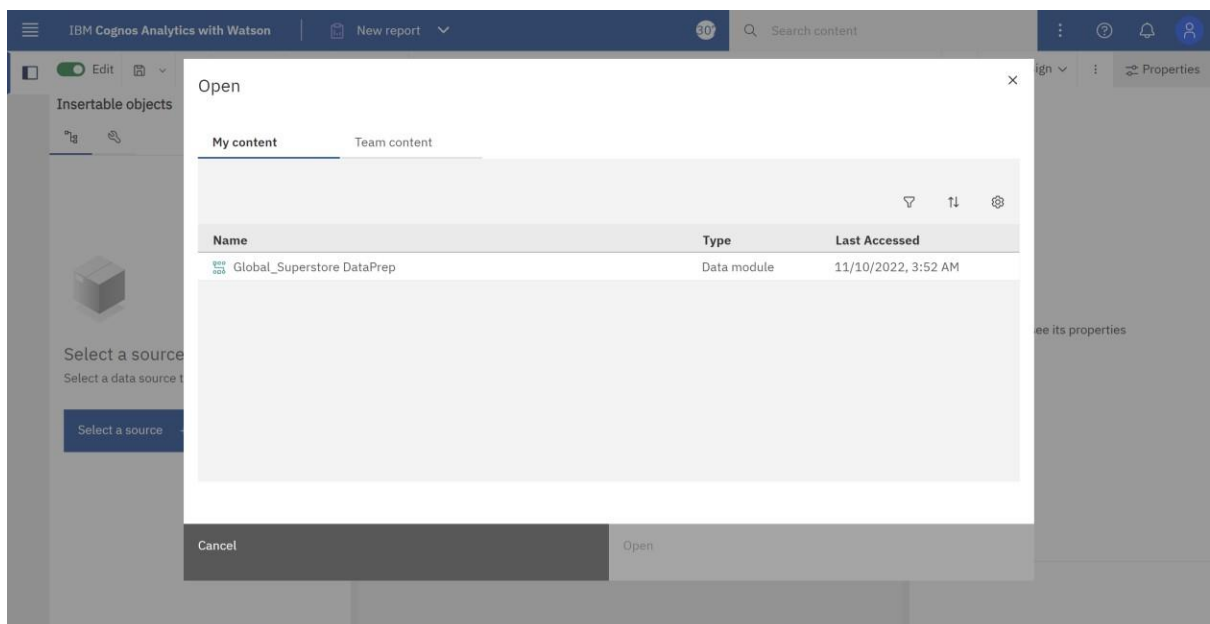 IBM Cognos Analytics with Watson New report 30 Search content
Edit ign Properties
Insertable objects
Open
My content Team content
Name Type Last Accessed
Global_Superstore DataPrep Data module 11/10/2022, 3:52 AM
ee its properties
Select a source
Select a data source t
Select a source
Cancel Open